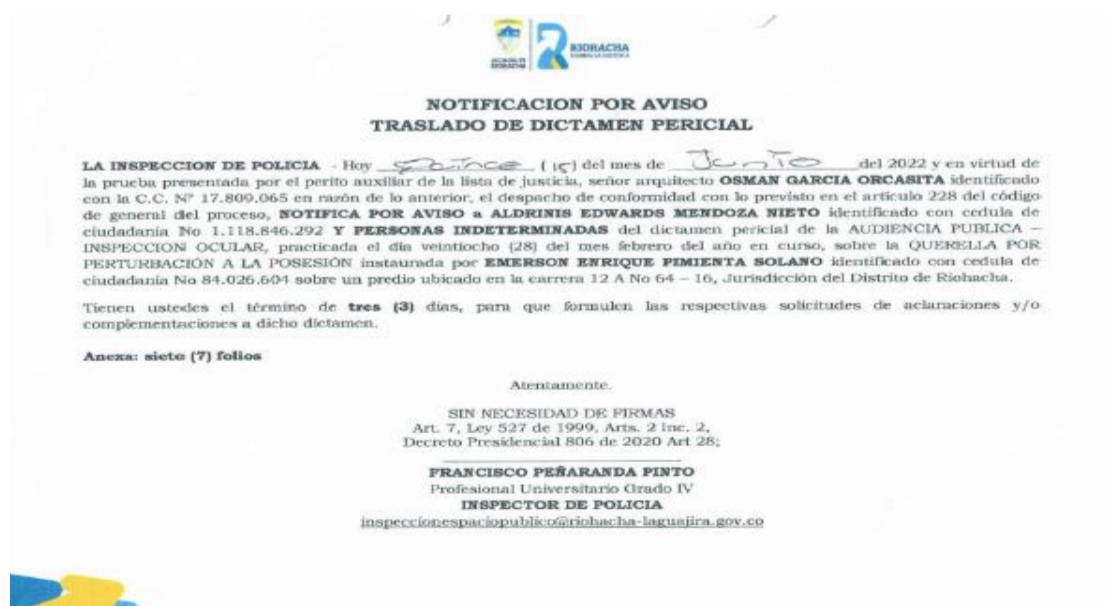 ALCALDIA DE
RIOHACHA
RIOHACHA
NOTIFICACION POR AVISO
TRASLADO DE DICTAMEN PERICIAL
LA INSPECCION DE POLICIA - Hoy Quince (15) del mes de Junio del 2022 y en virtud de
la prueba presentada por el perito auxiliar de la lista de justicia, señor arquitecto OSMAN GARCIA ORCASITA identificado
con la C.C. N° 17.809.065 en razón de lo anterior, el despacho de conformidad con lo previsto en el articulo 228 del código
de general del proceso, NOTIFICA POR AVISO a ALDRINIS EDWARDS MENDOZA NIETO identificado con cedula de
ciudadanía No 1.118.846.292 Y PERSONAS INDETERMINADAS del dictamen pericial de la AUDIENCIA PUBLICA –
INSPECCION OCULAR, practicada el día veintiocho (28) del mes febrero del año en curso, sobre la QUERELLA POR
PERTURBACIÓN A LA POSESIÓN instaurada por EMERSON ENRIQUE PIMIENTA SOLANO identificado con cedula de
ciudadanía No 84.026.604 sobre un predio ubicado en la carrera 12 A No 64 – 16, Jurisdicción del Distrito de Riohacha.
Tienen ustedes el término de tres (3) días, para que formulen las respectivas solicitudes de aclaraciones y/o
complementaciones a dicho dictamen.
Anexa: siete (7) folios
Atentamente.
SIN NECESIDAD DE FIRMAS
Art. 7, Ley 527 de 1999, Arts. 2 Inc. 2,
Decreto Presidencial 806 de 2020 Art 28;
FRANCISCO PEÑARANDA PINTO
Profesional Universitario Grado IV
INSPECTOR DE POLICIA
inspeccionespaciopublico@riohacha-laguajira.gov.co